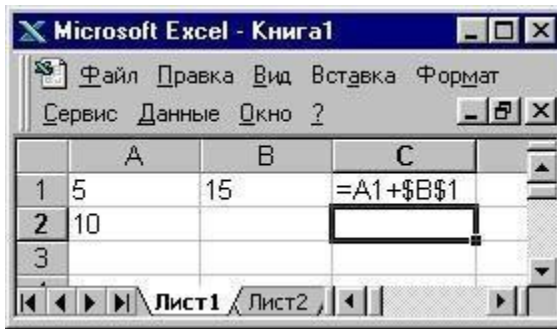 Microsoft Excel - Книга1
Файл Правка Вид Вставка Формат
Сервис Данные Окно ?
A B C
1 5 15 =A1+$B$1
2 10
3
Лист1 Лист2